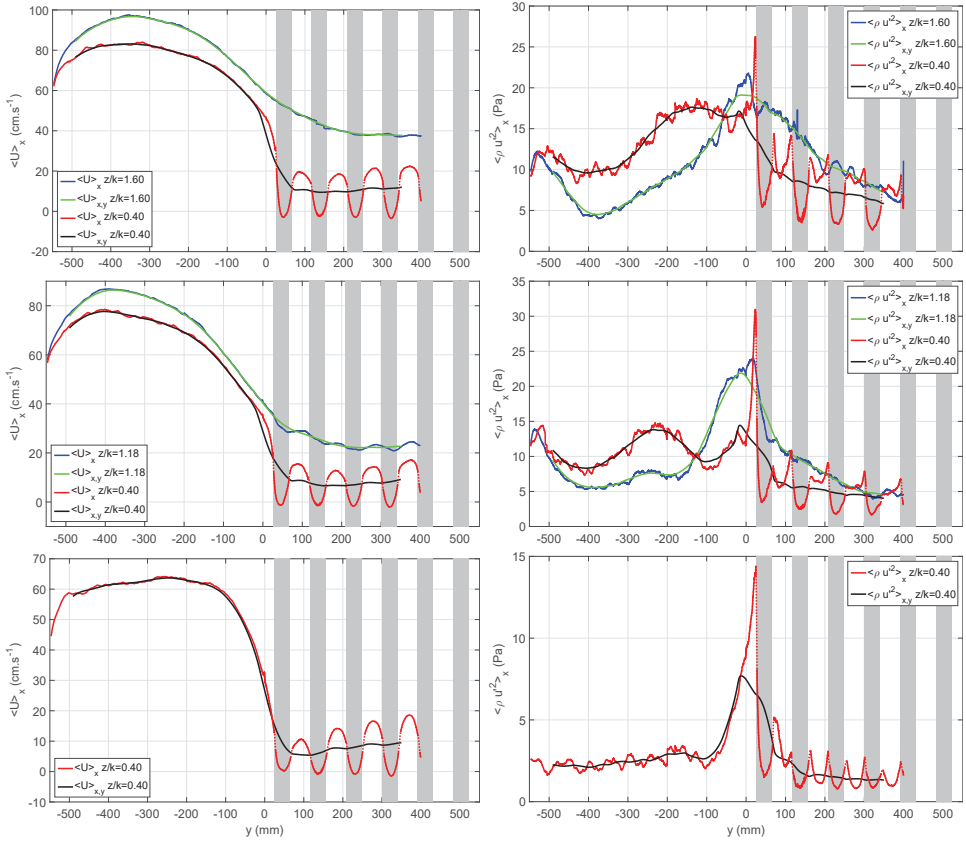 100
80
60
40
20
0
-20
<U>x (cm.s-1)
<U>x z/k=1.60
<U>x,y z/k=1.60
<U>x z/k=0.40
<U>x,y z/k=0.40
-500 -400 -300 -200 -100 0 100 200 300 400 500
30
25
20
15
10
5
0
<ρ u'2>x (Pa)
<ρ u'2>x z/k=1.60
<ρ u'2>x,y z/k=1.60
<ρ u'2>x z/k=0.40
<ρ u'2>x,y z/k=0.40
-500 -400 -300 -200 -100 0 100 200 300 400 500
80
60
40
20
0
<U>x (cm.s-1)
<U>x z/k=1.18
<U>x,y z/k=1.18
<U>x z/k=0.40
<U>x,y z/k=0.40
-500 -400 -300 -200 -100 0 100 200 300 400 500
35
30
25
20
15
10
5
0
<ρ u'2>x (Pa)
<ρ u'2>x z/k=1.18
<ρ u'2>x,y z/k=1.18
<ρ u'2>x z/k=0.40
<ρ u'2>x,y z/k=0.40
-500 -400 -300 -200 -100 0 100 200 300 400 500
70
60
50
40
30
20
10
0
-10
<U>x (cm.s-1)
<U>x z/k=0.40
<U>x,y z/k=0.40
-500 -400 -300 -200 -100 0 100 200 300 400 500
y (mm)
15
10
5
0
<ρ u'2>x (Pa)
<ρ u'2>x z/k=0.40
<ρ u'2>x,y z/k=0.40
-500 -400 -300 -200 -100 0 100 200 300 400 500
y (mm)